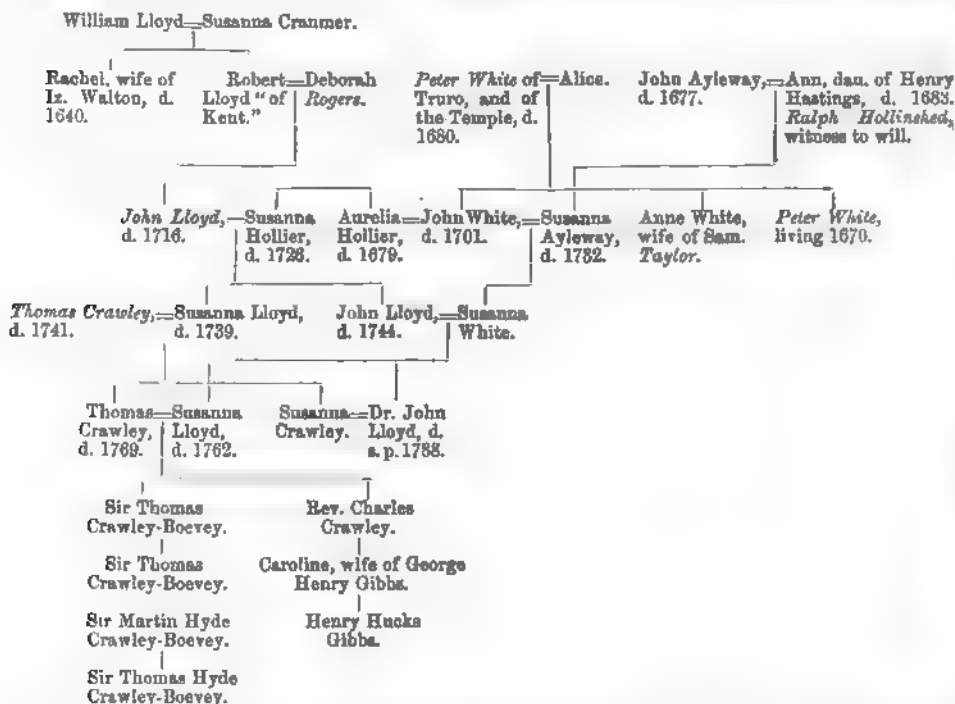 William Lloyd=Susanna Cranmer.
Rachel, wife of
Iz. Walton, d.
1640.
Robert=Deborah
Lloyd "of Rogers.
Kent."
Peter White of=Alice.
Truro, and of
the Temple, d.
1680.
John Ayleway,=Ann, dau. of Henry
d. 1677. Hastings, d. 1683.
Ralph Hollinshed,
witness to will.
John Lloyd,=Susanna
d. 1716. Hollier,
d. 1726.
Aurelia=John White,=Susanna
Hollier, d. 1701. Ayleway,
d. 1679. d. 1732.
Anne White,
wife of Sam.
Taylor.
Peter White,
living 1670.
Thomas Crawley,=Susanna Lloyd,
d. 1741. d. 1739.
John Lloyd,=Susanna
d. 1744. White.
Thomas=Susanna
Crawley, Lloyd,
d. 1769. d. 1762.
Susanna=Dr. John
Crawley. Lloyd, d.
s. p. 1788.
Sir Thomas
Crawley-Boevey.
Rev. Charles
Crawley.
Sir Thomas
Crawley-Boevey.
Caroline, wife of George
Henry Gibbs.
Sir Martin Hyde
Crawley-Boevey.
Henry Hucks
Gibbs.
Sir Thomas Hyde
Crawley-Boevey.